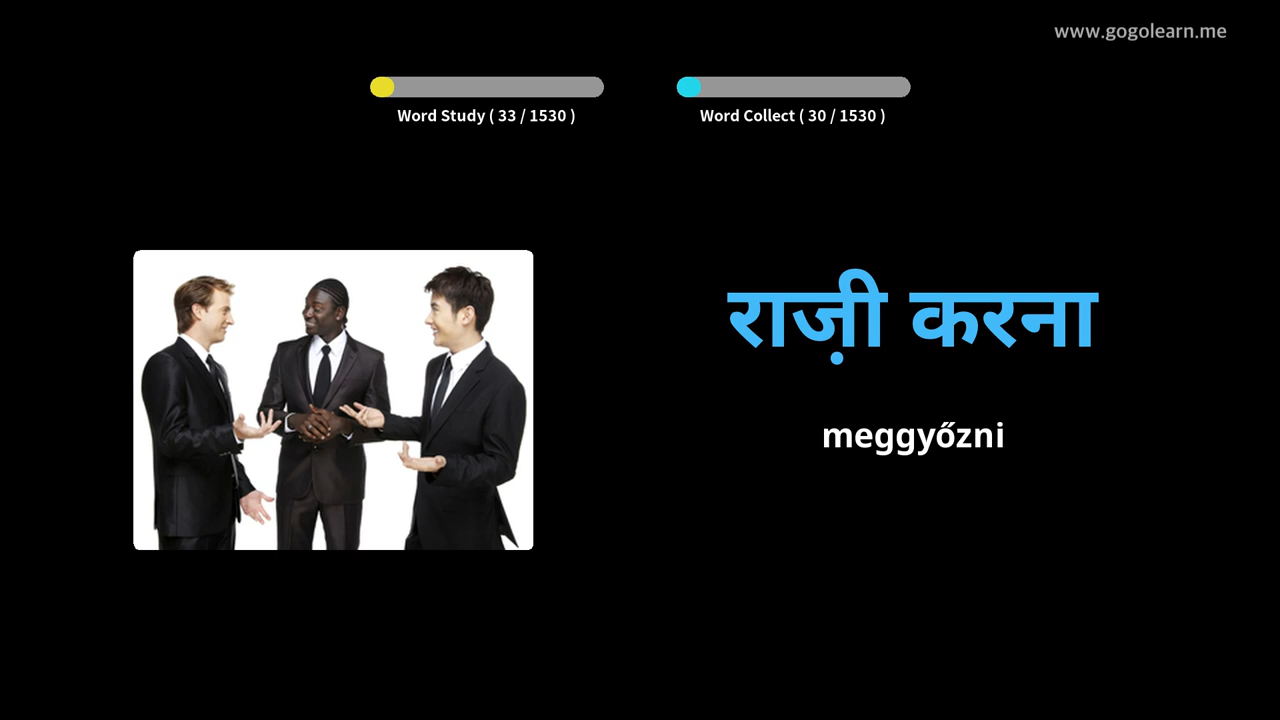 www.gogolearn.me
Word Study ( 33 / 1530 )
Word Collect ( 30 / 1530 )
राज़ी करना
meggyőzni